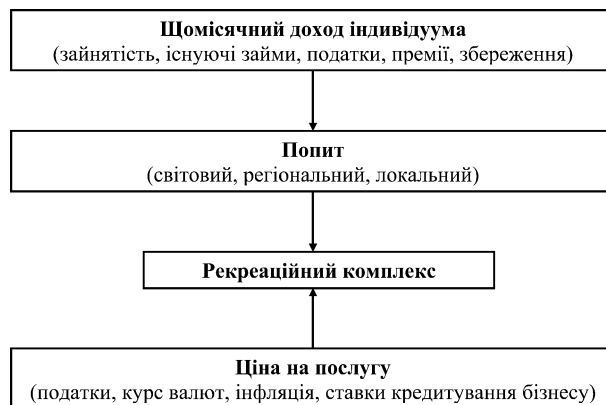 Щомісячний доход індивідуума
(зайнятість, існуючі займи, податки, премії, збереження)
Попит
(світовий, регіональний, локальний)
Рекреаційний комплекс
Ціна на послугу
(податки, курс валют, інфляція, ставки кредитування бізнесу)